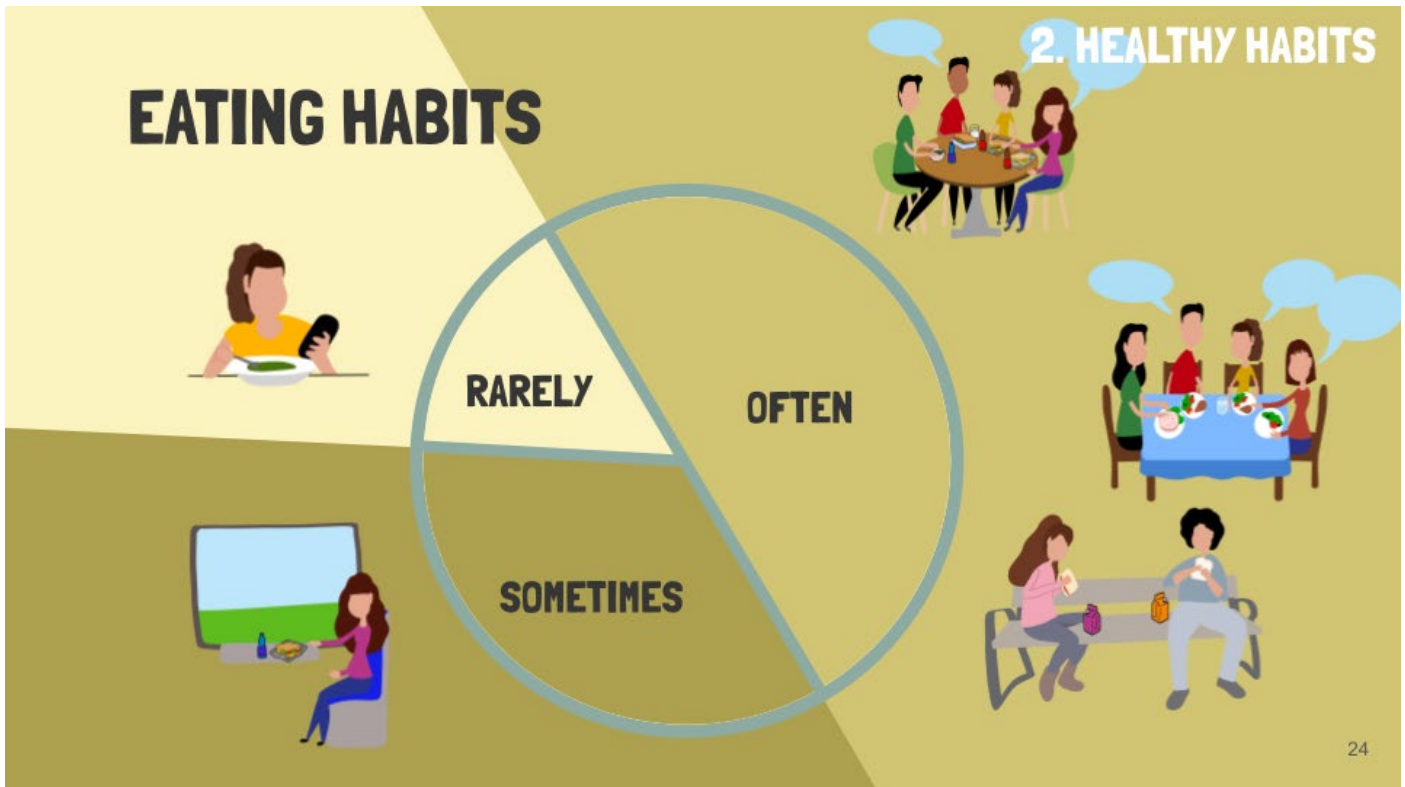 2. HEALTHY HABITS
EATING HABITS
RARELY
OFTEN
SOMETIMES
24